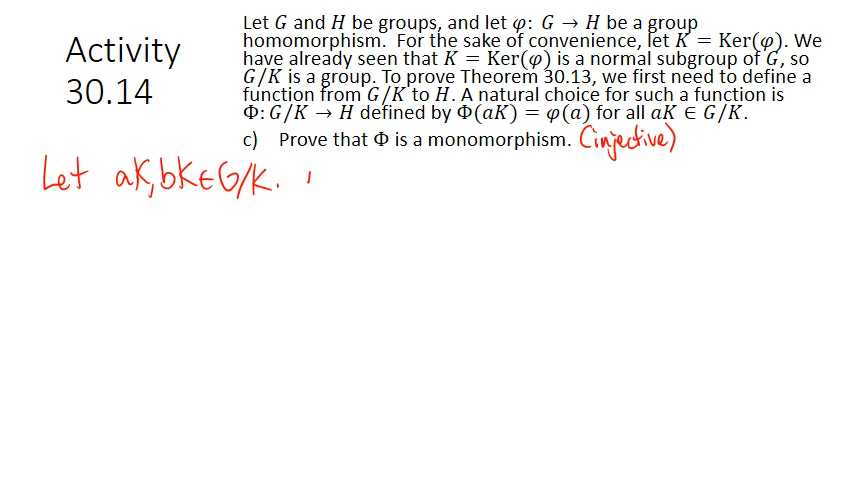 Activity
30.14
Let G and H be groups, and let φ: G → H be a group
homomorphism. For the sake of convenience, let K = Ker(φ). We
have already seen that K = Ker(φ) is a normal subgroup of G, so
G/K is a group. To prove Theorem 30.13, we first need to define a
function from G/K to H. A natural choice for such a function is
Φ: G/K → H defined by Φ(aK) = φ(a) for all aK ∈ G/K.
c) Prove that Φ is a monomorphism. (injective)
Let aK, bK ∈ G/K.